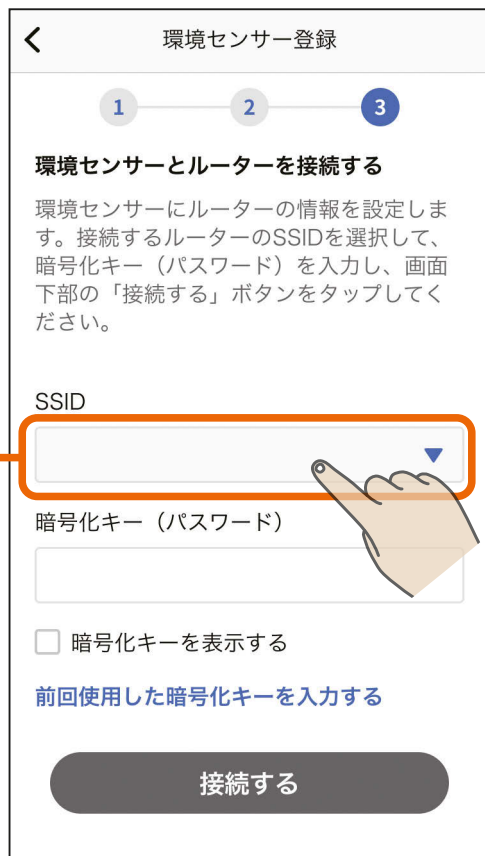 環境センサー登録
1 2 3
環境センサーとルーターを接続する
環境センサーにルーターの情報を設定しま
す。接続するルーターのSSIDを選択して、
暗号化キー（パスワード）を入力し、画面
下部の「接続する」ボタンをタップしてく
ださい。
SSID
暗号化キー（パスワード）
暗号化キーを表示する
前回使用した暗号化キーを入力する
接続する